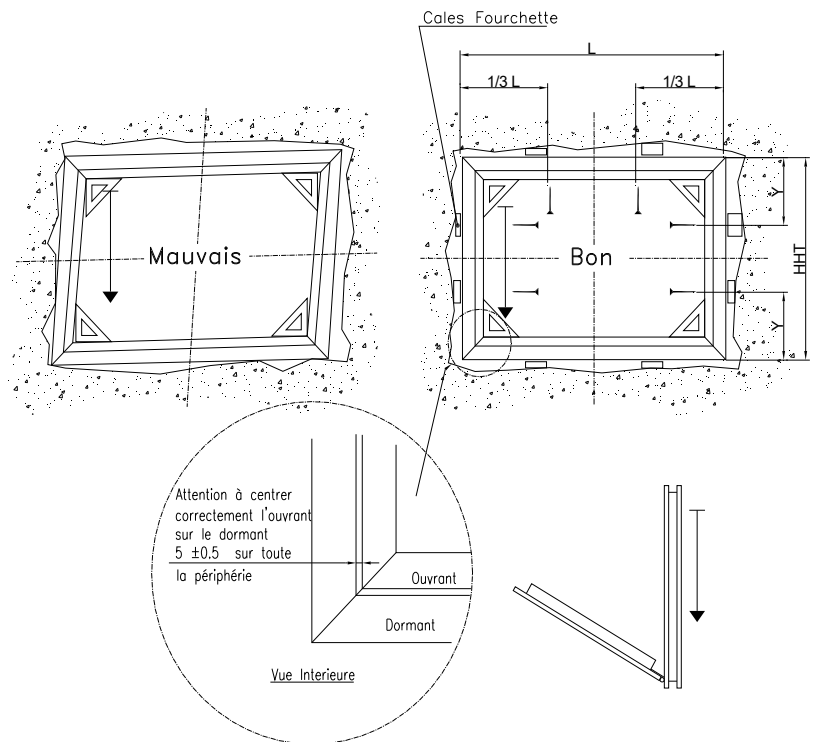 Cales Fourchette
L
1/3 L
1/3 L
Mauvais
Bon
Y
HHT
Y
Attention à centrer
correctement l'ouvrant
sur le dormant
5 ±0.5 sur toute
la périphérie
Ouvrant
Dormant
Vue Interieure